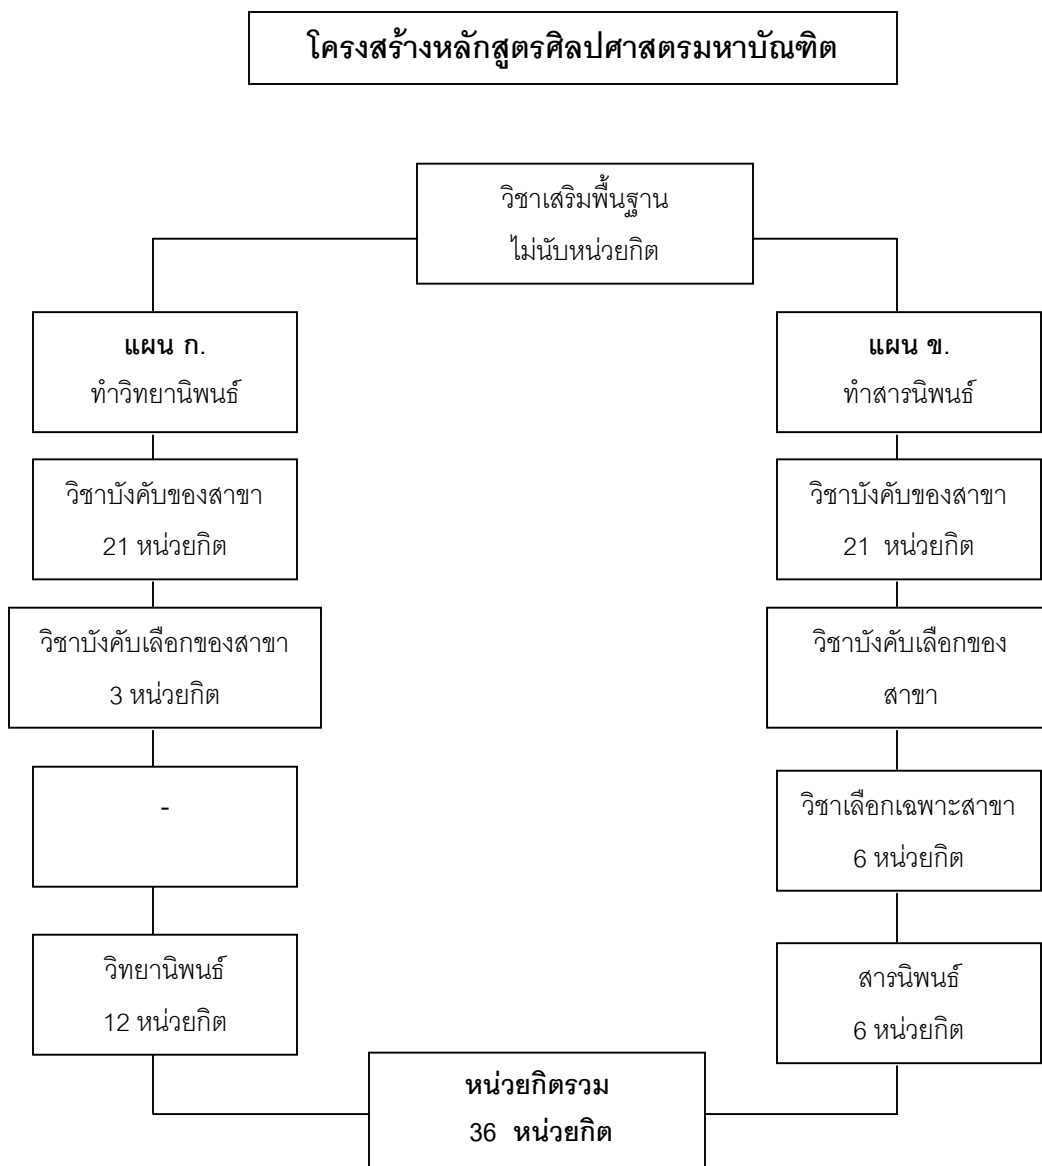 โครงสร้างหลักสูตรศิลปศาสตรมหาบัณฑิต
วิชาเสริมพื้นฐาน
ไม่นับหน่วยกิต
แผน ก.
ทำวิทยานิพนธ์
วิชาบังคับของสาขา
21 หน่วยกิต
วิชาบังคับเลือกของสาขา
3 หน่วยกิต
-
วิทยานิพนธ์
12 หน่วยกิต
แผน ข.
ทำสารนิพนธ์
วิชาบังคับของสาขา
21 หน่วยกิต
วิชาบังคับเลือกของ
สาขา
วิชาเลือกเฉพาะสาขา
6 หน่วยกิต
สารนิพนธ์
6 หน่วยกิต
หน่วยกิตรวม
36 หน่วยกิต